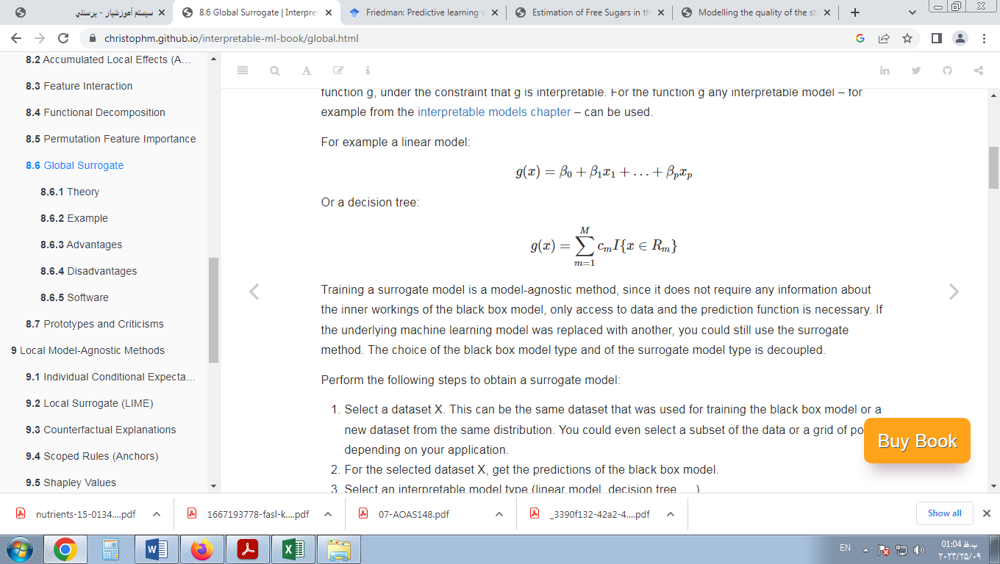 سیستم آموزشیار - پرسنلي
8.6 Global Surrogate | Interpret
Friedman: Predictive learning v
Estimation of Free Sugars in th
Modelling the quality of the st
christophm.github.io/interpretable-ml-book/global.html
8.2 Accumulated Local Effects (A…
8.3 Feature Interaction
8.4 Functional Decomposition
8.5 Permutation Feature Importance
8.6 Global Surrogate
8.6.1 Theory
8.6.2 Example
8.6.3 Advantages
8.6.4 Disadvantages
8.6.5 Software
8.7 Prototypes and Criticisms
9 Local Model-Agnostic Methods
9.1 Individual Conditional Expecta…
9.2 Local Surrogate (LIME)
9.3 Counterfactual Explanations
9.4 Scoped Rules (Anchors)
9.5 Shapley Values
function g, under the constraint that g is interpretable. For the function g any interpretable model – for
example from the interpretable models chapter – can be used.
For example a linear model:
g(x) = β₀ + β₁x₁ + … + βₚxₚ
Or a decision tree:
g(x) = ∑_{m=1}^{M} c_m I{x ∈ R_m}
Training a surrogate model is a model-agnostic method, since it does not require any information about
the inner workings of the black box model, only access to data and the prediction function is necessary. If
the underlying machine learning model was replaced with another, you could still use the surrogate
method. The choice of the black box model type and of the surrogate model type is decoupled.
Perform the following steps to obtain a surrogate model:
1. Select a dataset X. This can be the same dataset that was used for training the black box model or a
new dataset from the same distribution. You could even select a subset of the data or a grid of po
depending on your application.
2. For the selected dataset X, get the predictions of the black box model.
3. Select an interpretable model type (linear model, decision tree, …)
Buy Book
nutrients-15-0134....pdf
1667193778-fasl-k....pdf
07-AOAS148.pdf
_3390f132-42a2-4....pdf
Show all
EN
01:04 ب.ظ
۲۰۲۳/۲۵/۰۹